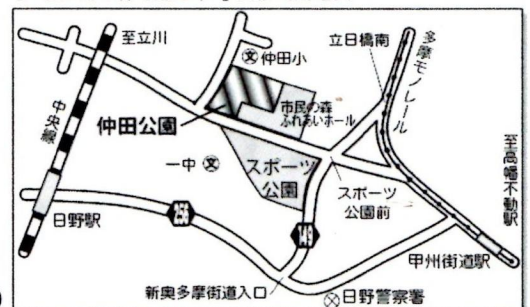 至立川
中央線
文
仲田小
立日橋南
多摩モノレール
仲田公園
市民の森
ふれあいホール
至高幡不動駅
一中
文
スポーツ
公園
スポーツ
公園前
日野駅
甲州街道駅
新奥多摩街道入口
日野警察署